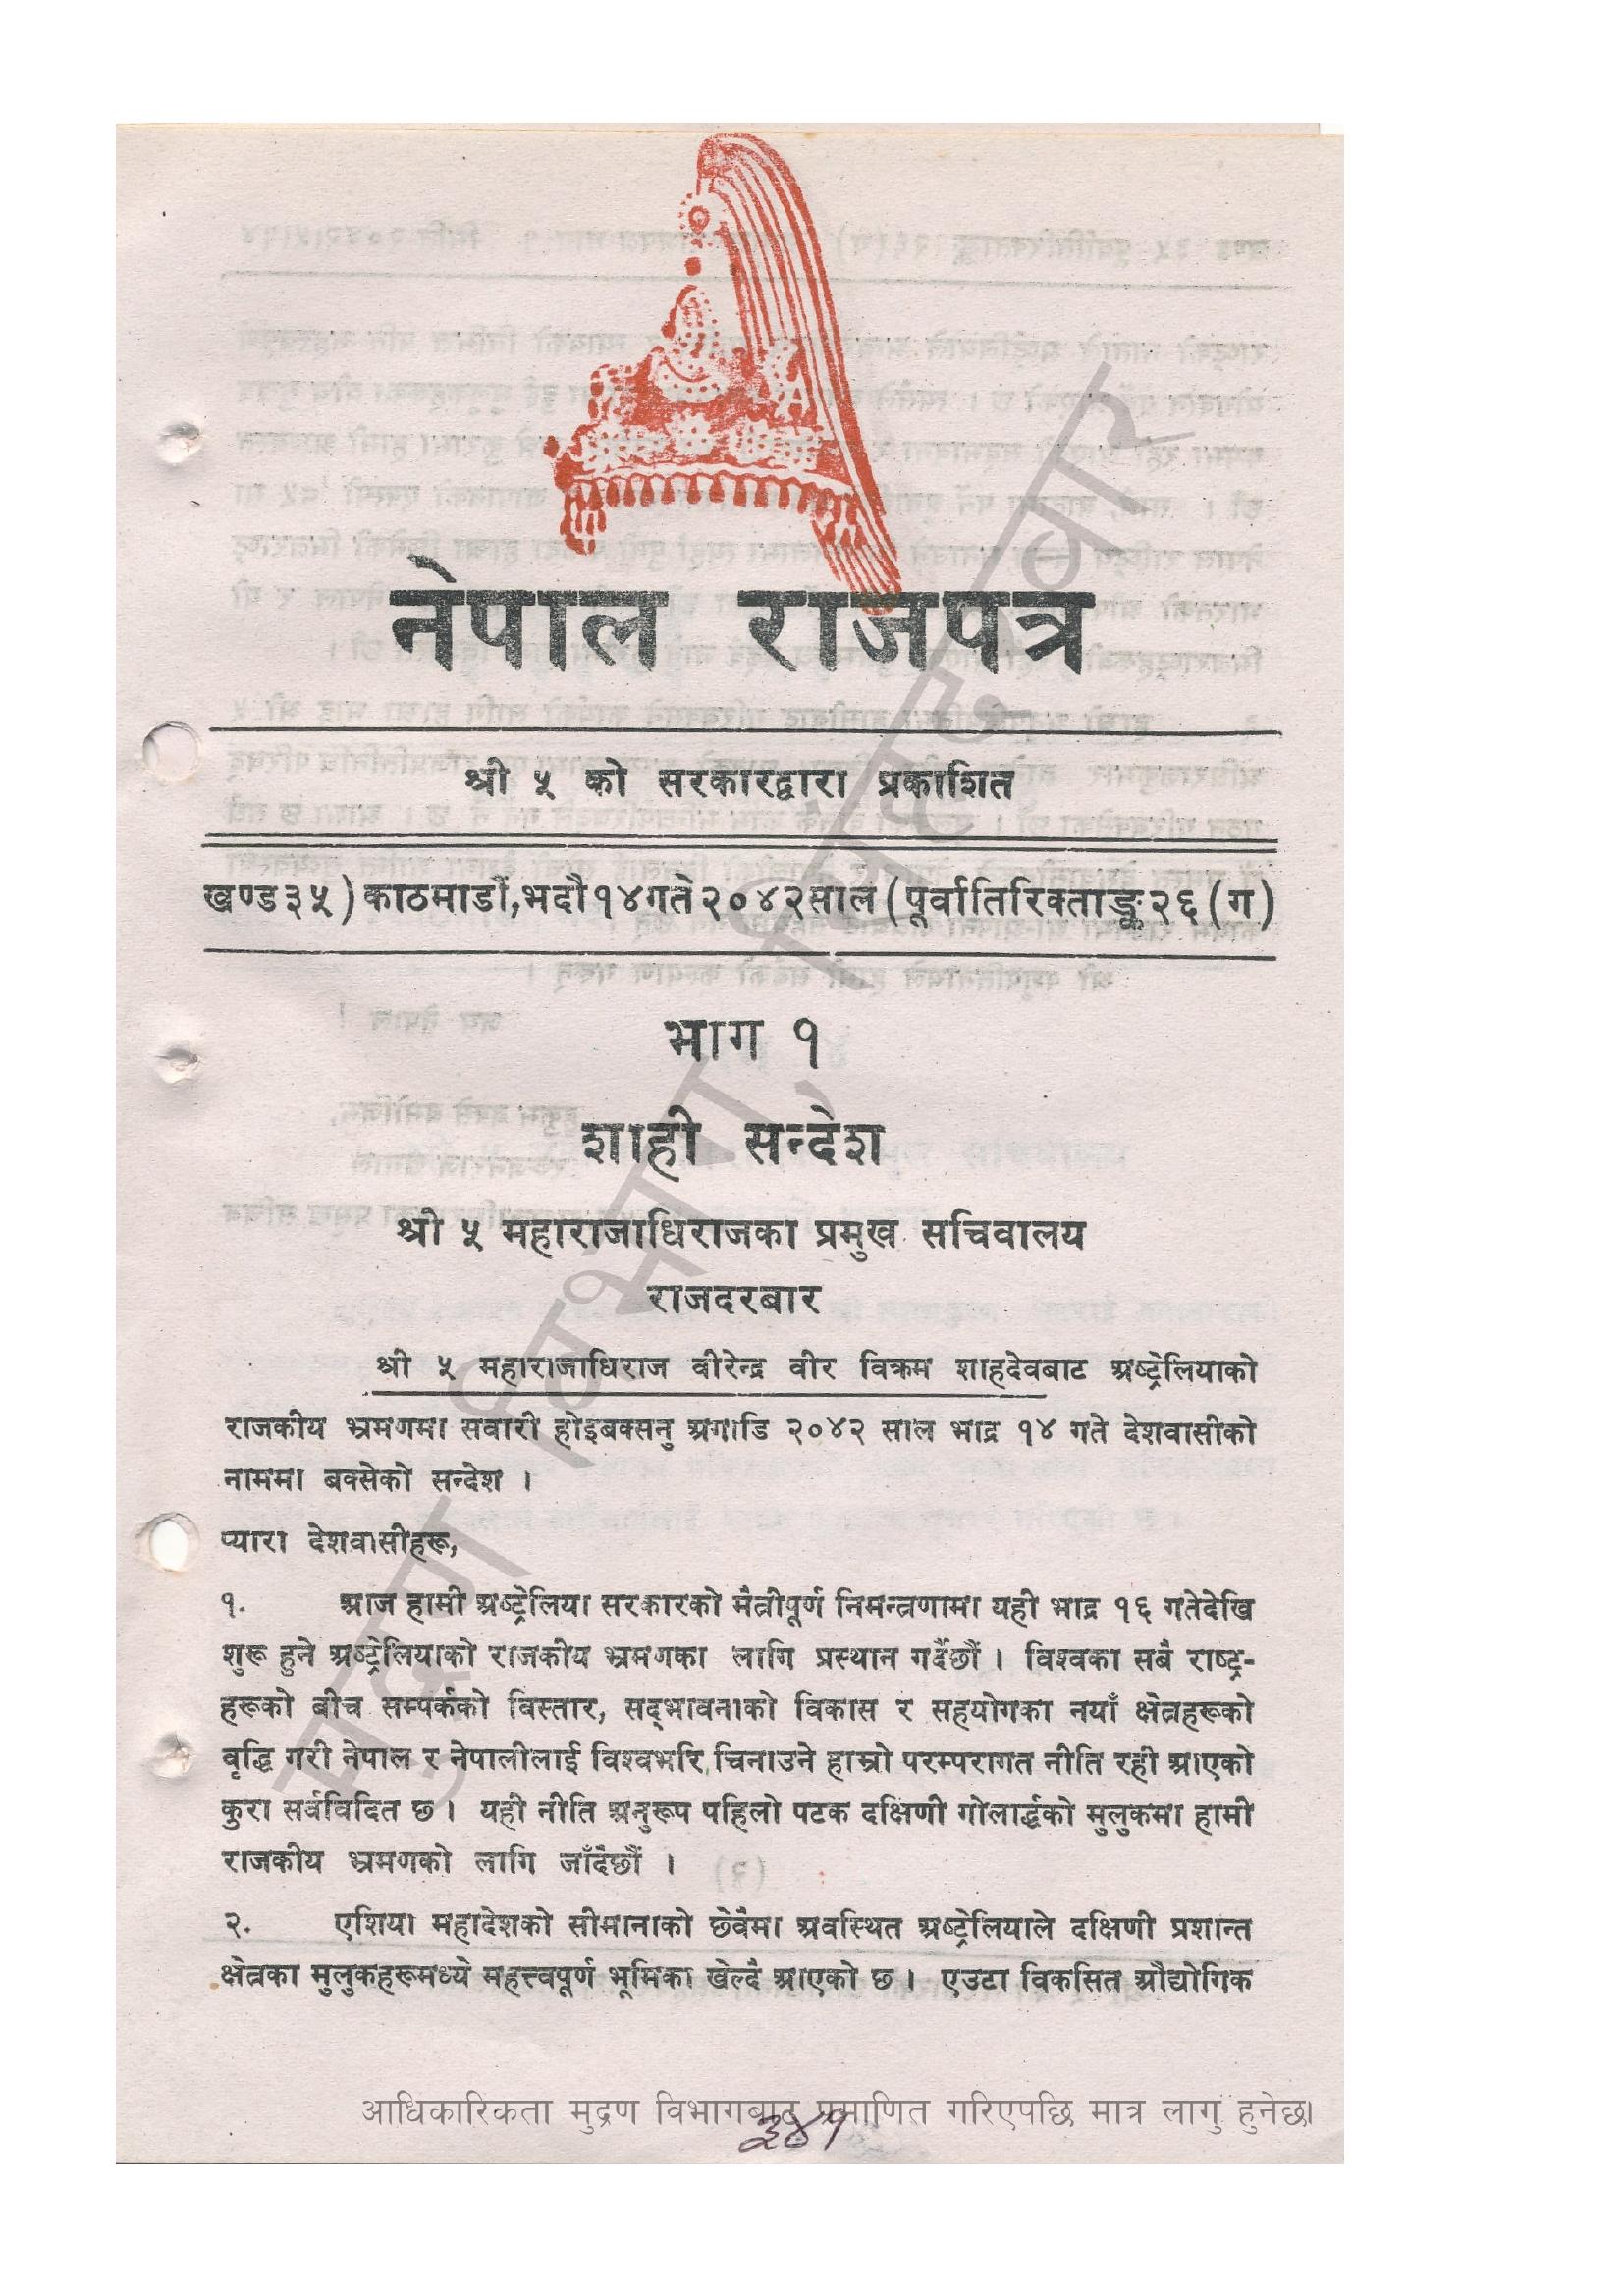 नेपाल राजपत्र
श्री ५ को सरकारद्वारा प्रकाशित
खण्ड ३५ ) काठमाडौं, भदौ १४ गते २०४२ साल ( पूर्वातिरिक्ताङ्क २६ ( ग )
भाग १
शाही सन्देश
श्री ५ महाराजाधिराजका प्रमुख सचिवालय
राजदरबार
श्री ५ महाराजाधिराज वीरेन्द्र वीर विक्रम शाहदेवबाट अष्ट्रेलियाको
राजकीय भ्रमणमा सवारी होइबक्सनु अगाडि २०४२ साल भाद्र १४ गते देशवासीको
नाममा बक्सेको सन्देश ।
प्यारा देशवासीहरू,
१. आज हामी अष्ट्रेलिया सरकारको मैत्रीपूर्ण निमन्त्रणामा यही भाद्र १६ गतेदेखि
शुरू हुने अष्ट्रेलियाको राजकीय भ्रमणका लागि प्रस्थान गर्दैछौं । विश्वका सबै राष्ट्र-
हरूको बीच सम्पर्कको विस्तार, सद्‌भावनाको विकास र सहयोगका नयाँ क्षेत्रहरूको
वृद्धि गरी नेपाल र नेपालीलाई विश्वभरि चिनाउने हाम्रो परम्परागत नीति रही आएको
कुरा सर्वविदित छ । यही नीति अनुरूप पहिलो पटक दक्षिणी गोलार्द्धको मुलुकमा हामी
राजकीय भ्रमणको लागि जाँदैछौं ।
२. एशिया महादेशको सीमानाको छेवैमा अवस्थित अष्ट्रेलियाले दक्षिणी प्रशान्त
क्षेत्रका मुलुकहरूमध्ये महत्त्वपूर्ण भूमिका खेल्दै आएको छ । एउटा विकसित औद्योगिक
मुद्रण विभाग, सिंहदरवार
आधिकारिकता मुद्रण विभागबाट प्रमाणित गरिएपछि मात्र लागु हुनेछ।
३४१